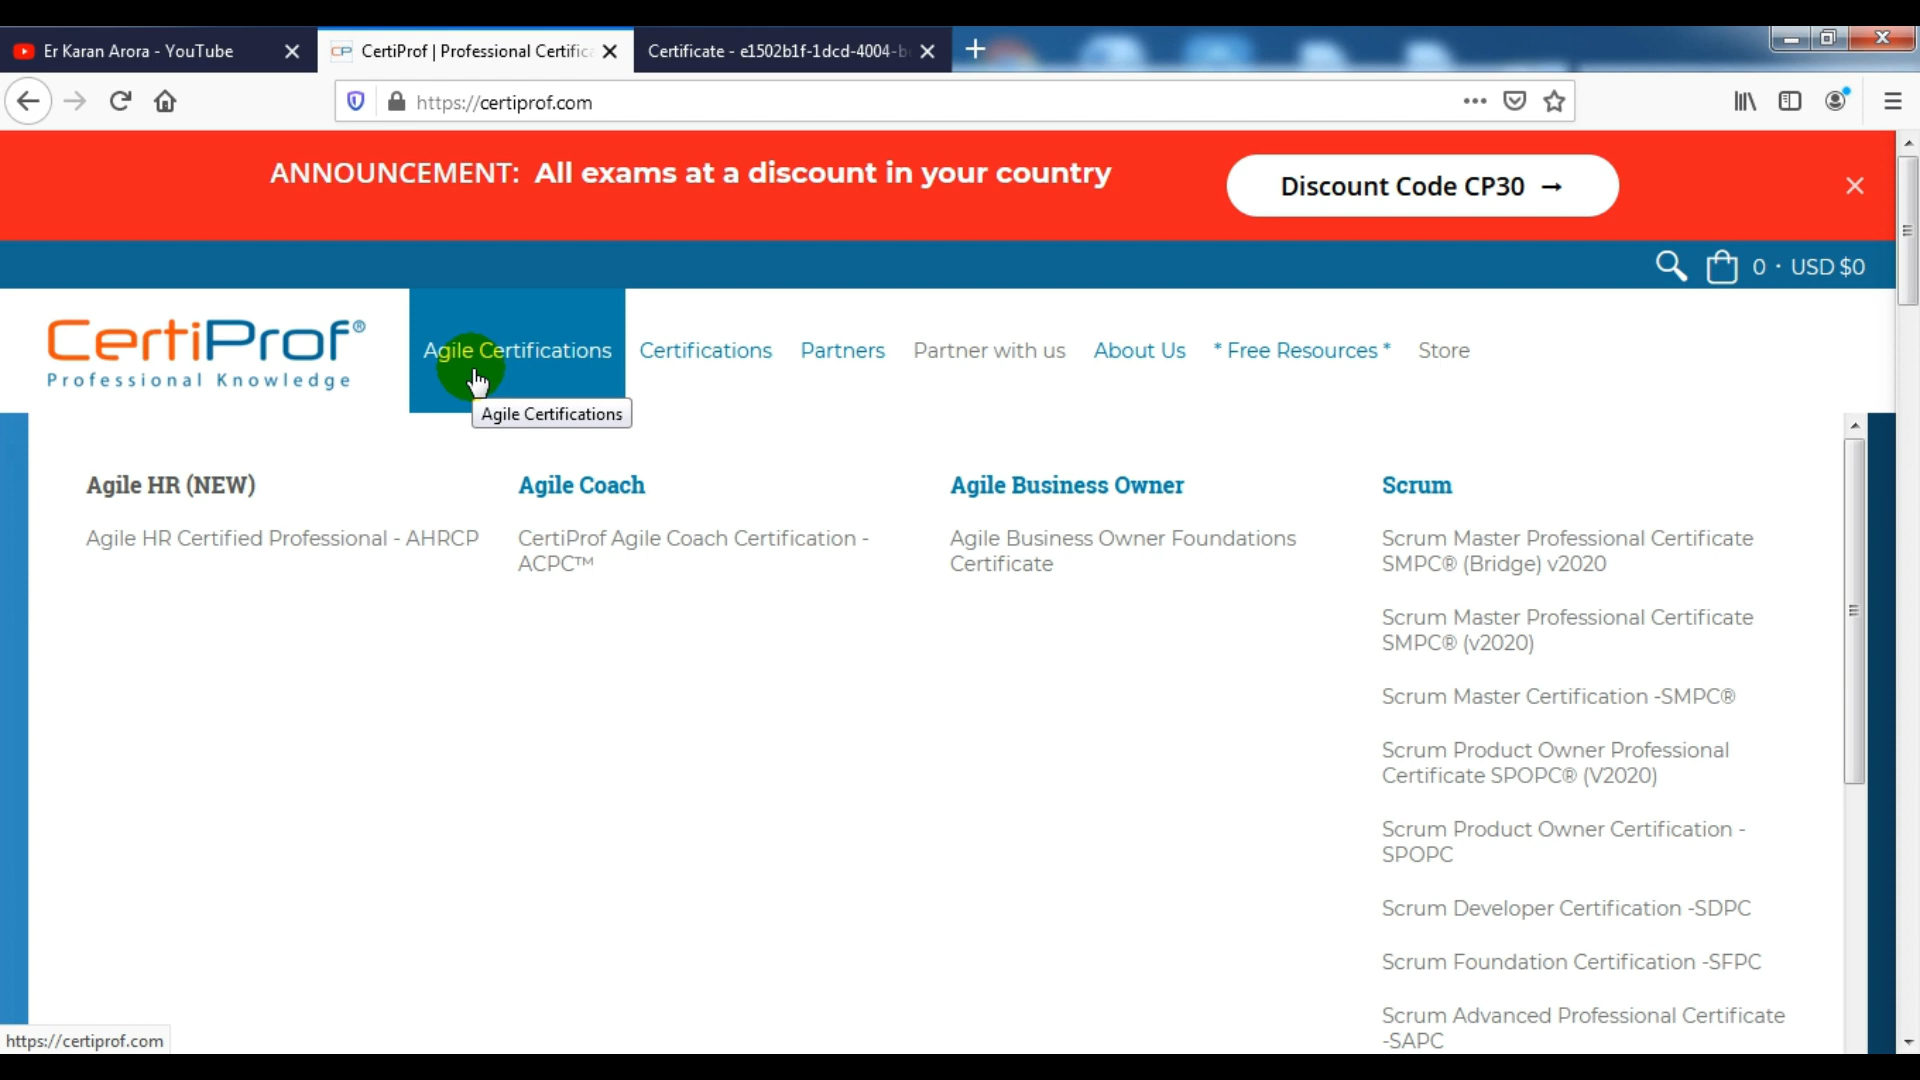 Er Karan Arora - YouTube
CertiProf | Professional Certific
Certificate - e1502b1f-1dcd-4004-b
https://certiprof.com
ANNOUNCEMENT: All exams at a discount in your country
Discount Code CP30 →
0 · USD $0
CertiProf®
Professional Knowledge
Agile Certifications
Certifications
Partners
Partner with us
About Us
* Free Resources *
Store
Agile Certifications
Agile HR (NEW)
Agile HR Certified Professional - AHRCP
Agile Coach
CertiProf Agile Coach Certification -
ACPC™
Agile Business Owner
Agile Business Owner Foundations
Certificate
Scrum
Scrum Master Professional Certificate
SMPC® (Bridge) v2020
Scrum Master Professional Certificate
SMPC® (v2020)
Scrum Master Certification -SMPC®
Scrum Product Owner Professional
Certificate SPOPC® (V2020)
Scrum Product Owner Certification -
SPOPC
Scrum Developer Certification -SDPC
Scrum Foundation Certification -SFPC
Scrum Advanced Professional Certificate
-SAPC
https://certiprof.com